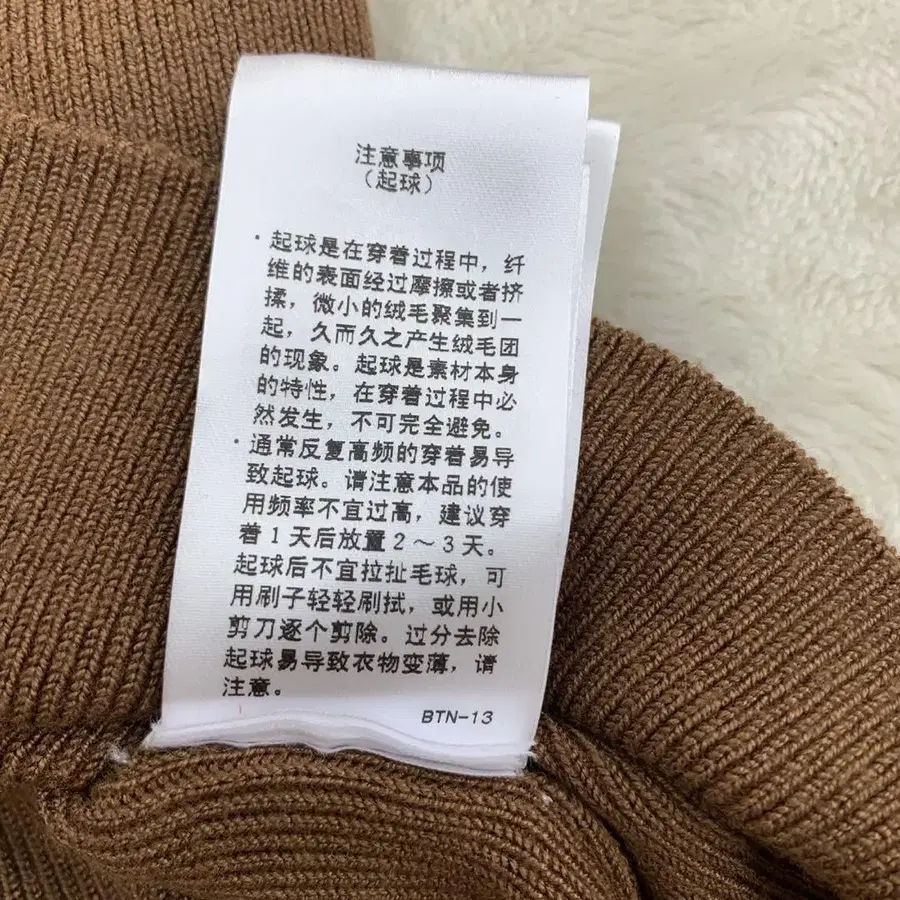 注意事项
（起球）
・起球是在穿着过程中，纤
维的表面经过摩擦或者挤
揉，微小的绒毛聚集到一
起，久而久之产生绒毛团
的现象。起球是素材本身
的特性，在穿着过程中必
然发生，不可完全避免。
・通常反复高频的穿着易导
致起球。请注意本品的使
用频率不宜过高，建议穿
着1天后放置2～3天。
起球后不宜拉扯毛球，可
用刷子轻轻刷拭，或用小
剪刀逐个剪除。过分去除
起球易导致衣物变薄，请
注意。
BTN-13